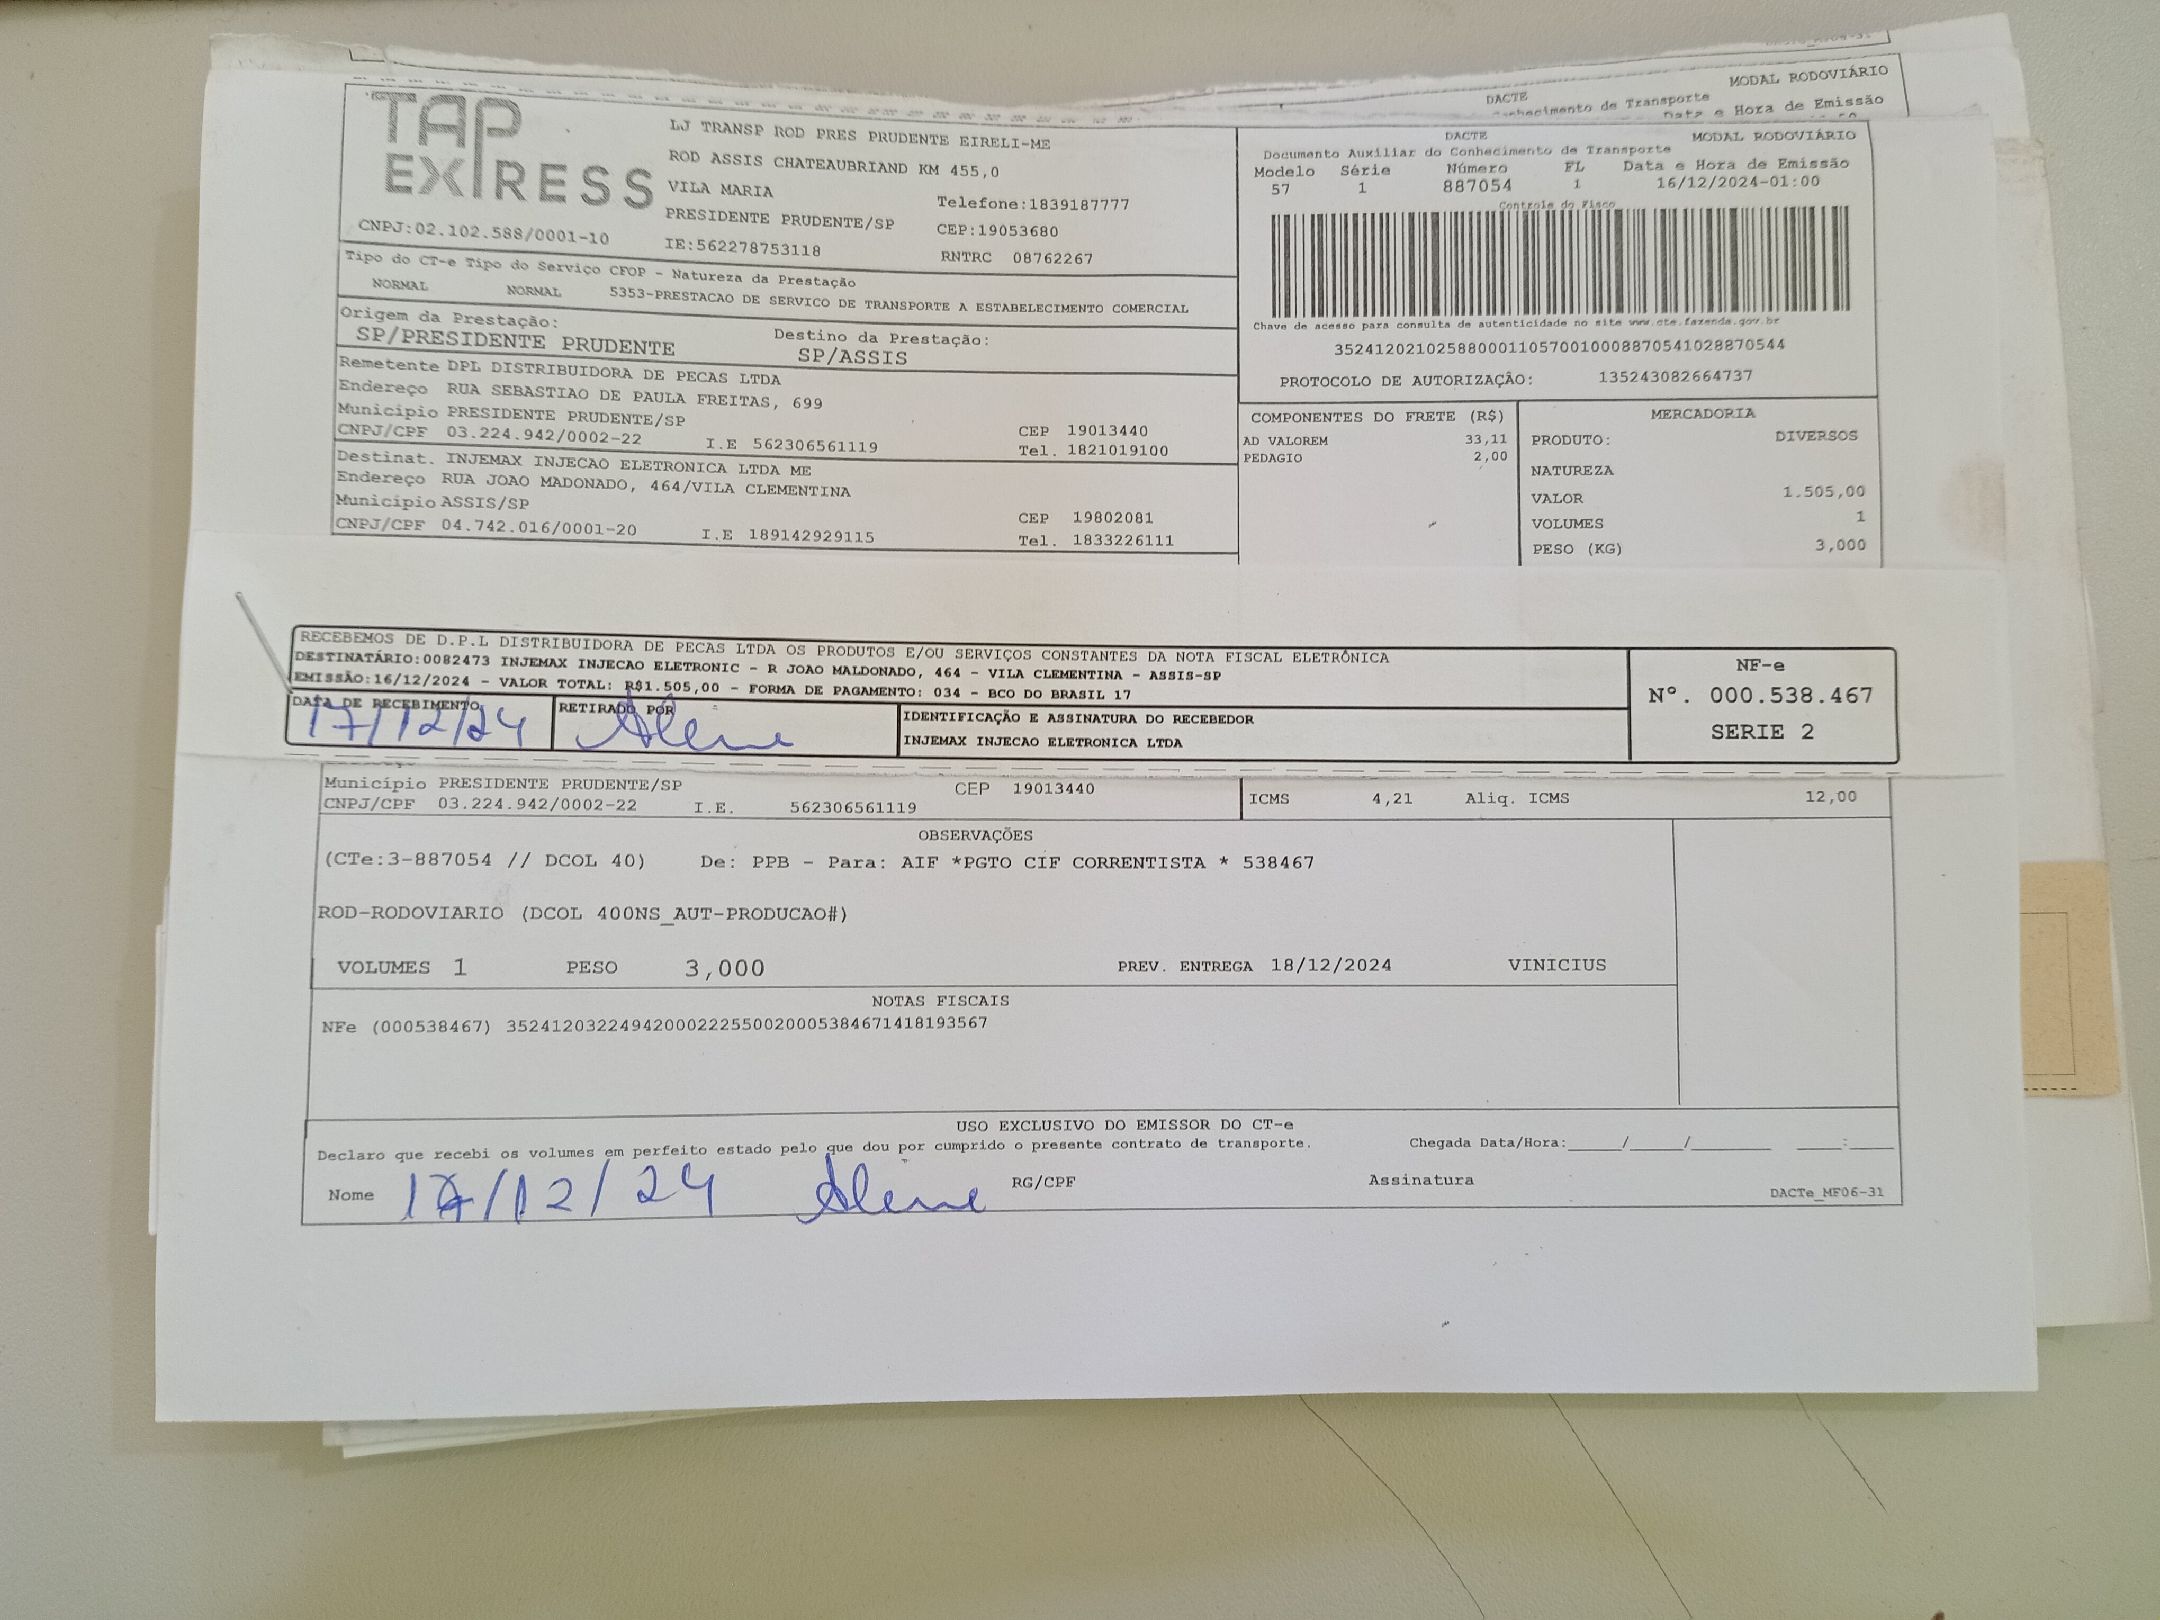 MODAL RODOVIÁRIO
DACTE
Conhecimento de Transporte
Data e Hora de Emissão
TAP EXPRESS
CNPJ:02.102.588/0001-10
LJ TRANSP ROD PRES PRUDENTE EIRELI-ME
ROD ASSIS CHATEAUBRIAND KM 455,0
VILA MARIA
Telefone:1839187777
PRESIDENTE PRUDENTE/SP
CEP:19053680
IE:562278753118
RNTRC 08762267
DACTE MODAL RODOVIÁRIO
Documento Auxiliar do Conhecimento de Transporte
Modelo Série Número FL Data e Hora de Emissão
57 1 887054 1 16/12/2024-01:00
Controle do Fisco
Chave de acesso para consulta de autenticidade no site www.cte.fazenda.gov.br
35241202102588000110570010008870541028870544
PROTOCOLO DE AUTORIZAÇÃO: 135243082664737
Tipo do CT-e Tipo do Serviço CFOP - Natureza da Prestação
NORMAL NORMAL 5353-PRESTACAO DE SERVICO DE TRANSPORTE A ESTABELECIMENTO COMERCIAL
Origem da Prestação: Destino da Prestação:
SP/PRESIDENTE PRUDENTE SP/ASSIS
Remetente DPL DISTRIBUIDORA DE PECAS LTDA
Endereço RUA SEBASTIAO DE PAULA FREITAS, 699
Município PRESIDENTE PRUDENTE/SP CEP 19013440
CNPJ/CPF 03.224.942/0002-22 I.E 562306561119 Tel. 1821019100
Destinat. INJEMAX INJECAO ELETRONICA LTDA ME
Endereço RUA JOAO MADONADO, 464/VILA CLEMENTINA
Município ASSIS/SP CEP 19802081
CNPJ/CPF 04.742.016/0001-20 I.E 189142929115 Tel. 1833226111
COMPONENTES DO FRETE (R$)
AD VALOREM 33,11
PEDAGIO 2,00
MERCADORIA
PRODUTO: DIVERSOS
NATUREZA
VALOR 1.505,00
VOLUMES 1
PESO (KG) 3,000
RECEBEMOS DE D.P.L DISTRIBUIDORA DE PECAS LTDA OS PRODUTOS E/OU SERVIÇOS CONSTANTES DA NOTA FISCAL ELETRÔNICA
DESTINATÁRIO:0082473 INJEMAX INJECAO ELETRONIC - R JOAO MALDONADO, 464 - VILA CLEMENTINA - ASSIS-SP
EMISSÃO:16/12/2024 - VALOR TOTAL: R$1.505,00 - FORMA DE PAGAMENTO: 034 - BCO DO BRASIL 17
DATA DE RECEBIMENTO RETIRADO POR
17/12/24
IDENTIFICAÇÃO E ASSINATURA DO RECEBEDOR
INJEMAX INJECAO ELETRONICA LTDA
NF-e
Nº. 000.538.467
SERIE 2
Município PRESIDENTE PRUDENTE/SP CEP 19013440
CNPJ/CPF 03.224.942/0002-22 I.E. 562306561119
ICMS 4,21 Aliq. ICMS 12,00
OBSERVAÇÕES
(CTe:3-887054 // DCOL 40) De: PPB - Para: AIF *PGTO CIF CORRENTISTA * 538467
ROD-RODOVIARIO (DCOL 400NS_AUT-PRODUCAO#)
VOLUMES 1 PESO 3,000 PREV. ENTREGA 18/12/2024 VINICIUS
NOTAS FISCAIS
NFe (000538467) 35241203224942000222550020005384671418193567
USO EXCLUSIVO DO EMISSOR DO CT-e
Declaro que recebi os volumes em perfeito estado pelo que dou por cumprido o presente contrato de transporte. Chegada Data/Hora:_____/_____/________ ____:____
Nome 17/12/24 RG/CPF Assinatura
DACTe_MF06-31